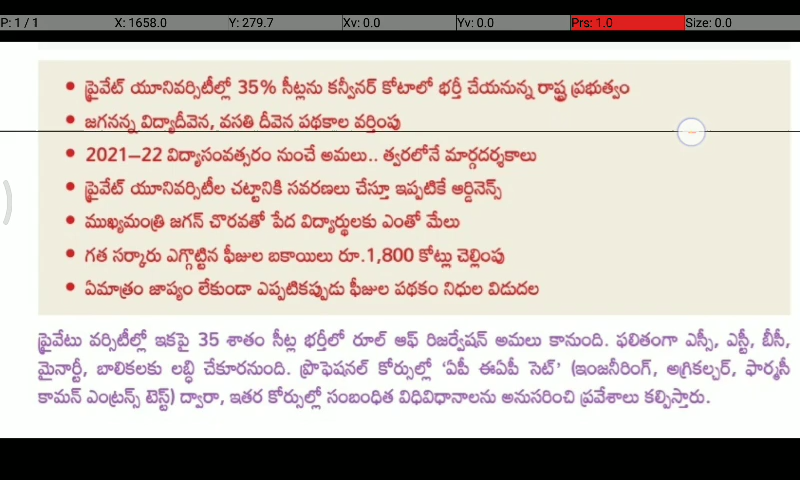 P: 1 / 1 X: 1658.0 Y: 279.7 Xv: 0.0 Yv: 0.0 Prs: 1.0 Size: 0.0
• ప్రైవేట్ యూనివర్సిటీల్లో 35% సీట్లను కన్వీనర్ కోటాలో భర్తీ చేయనున్న రాష్ట్ర ప్రభుత్వం
• జగనన్న విద్యాదీవెన, వసతి దీవెన పథకాల వర్తింపు
• 2021–22 విద్యాసంవత్సరం నుంచే అమలు.. త్వరలోనే మార్గదర్శకాలు
• ప్రైవేట్ యూనివర్సిటీల చట్టానికి సవరణలు చేస్తూ ఇప్పటికే ఆర్డినెన్స్
• ముఖ్యమంత్రి జగన్ చొరవతో పేద విద్యార్థులకు ఎంతో మేలు
• గత సర్కారు ఎగ్గొట్టిన ఫీజుల బకాయిలు రూ.1,800 కోట్లు చెల్లింపు
• ఏమాత్రం జాప్యం లేకుండా ఎప్పటికప్పుడు ఫీజుల పథకం నిధుల విడుదల
ప్రైవేటు వర్సిటీల్లో ఇకపై 35 శాతం సీట్ల భర్తీలో రూల్ ఆఫ్ రిజర్వేషన్ అమలు కానుంది. ఫలితంగా ఎస్సీ, ఎస్టీ, బీసీ,
మైనార్టీ, బాలికలకు లబ్ధి చేకూరనుంది. ప్రొఫెషనల్ కోర్సుల్లో ‘ఏపీ ఈఏపీ సెట్’ (ఇంజనీరింగ్, అగ్రికల్చర్, ఫార్మసీ
కామన్ ఎంట్రన్స్ టెస్ట్) ద్వారా, ఇతర కోర్సుల్లో సంబంధిత విధివిధానాలను అనుసరించి ప్రవేశాలు కల్పిస్తారు.